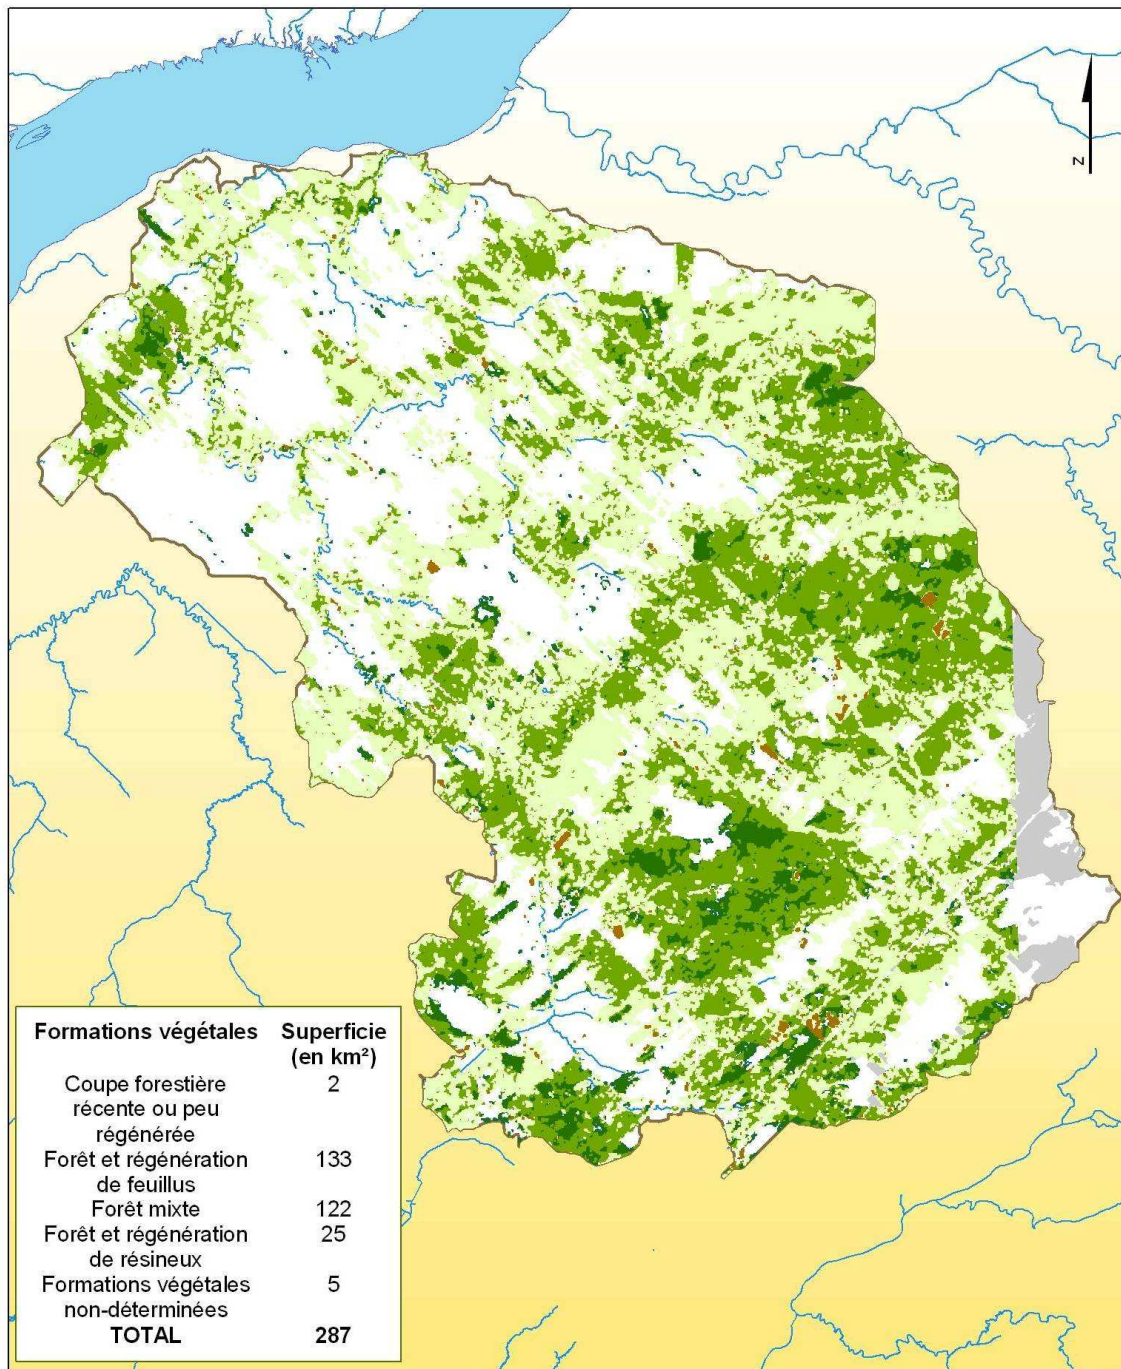 N
Formations végétales Superficie
(en km²)
Coupe forestière 2
récente ou peu
régénérée
Forêt et régénération 133
de feuillus
Forêt mixte 122
Forêt et régénération 25
de résineux
Formations végétales 5
non-déterminées
TOTAL 287